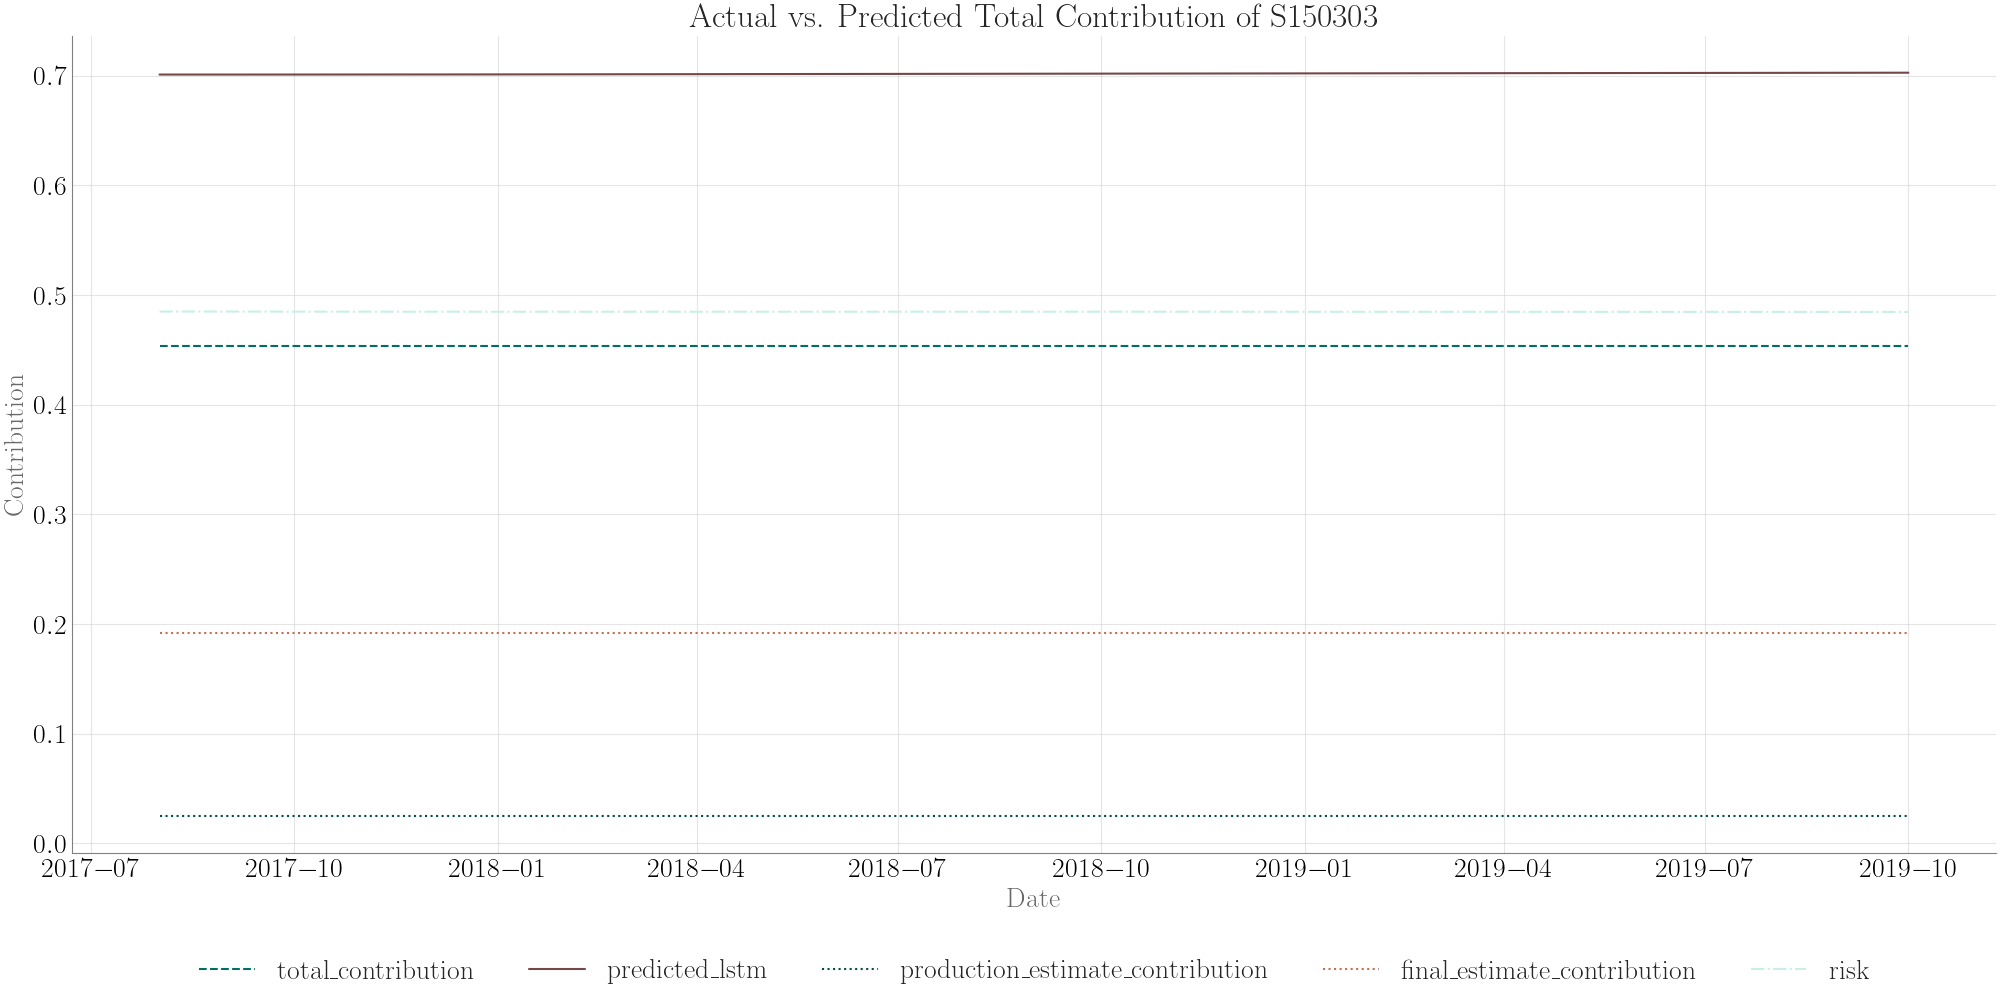 Actual vs. Predicted Total Contribution of S150303
0.7
0.6
0.5
0.4
0.3
0.2
0.1
0.0
Contribution
2017–07 2017–10 2018–01 2018–04 2018–07 2018–10 2019–01 2019–04 2019–07 2019–10
Date
total_contribution predicted_lstm production_estimate_contribution final_estimate_contribution risk